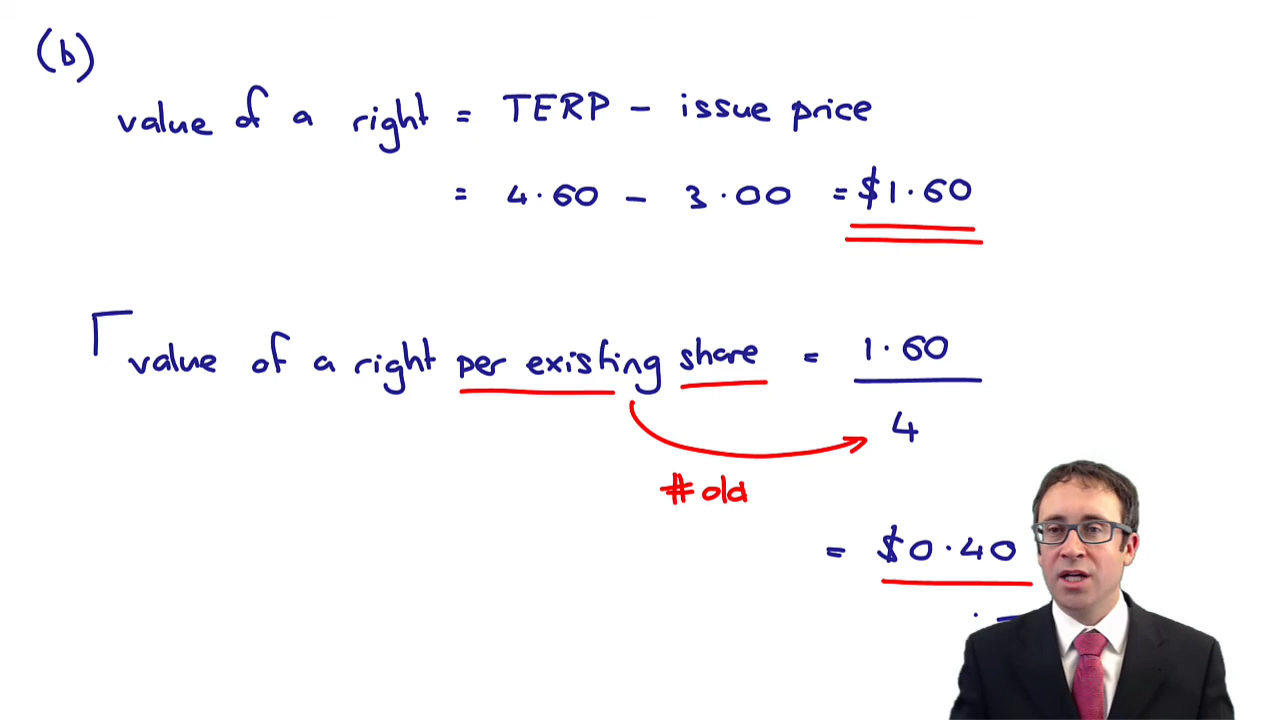 (b)
value of a right = TERP - issue price
= 4.60 - 3.00 = $1.60
value of a right per existing share = 1.60
4
# old
= $0.40